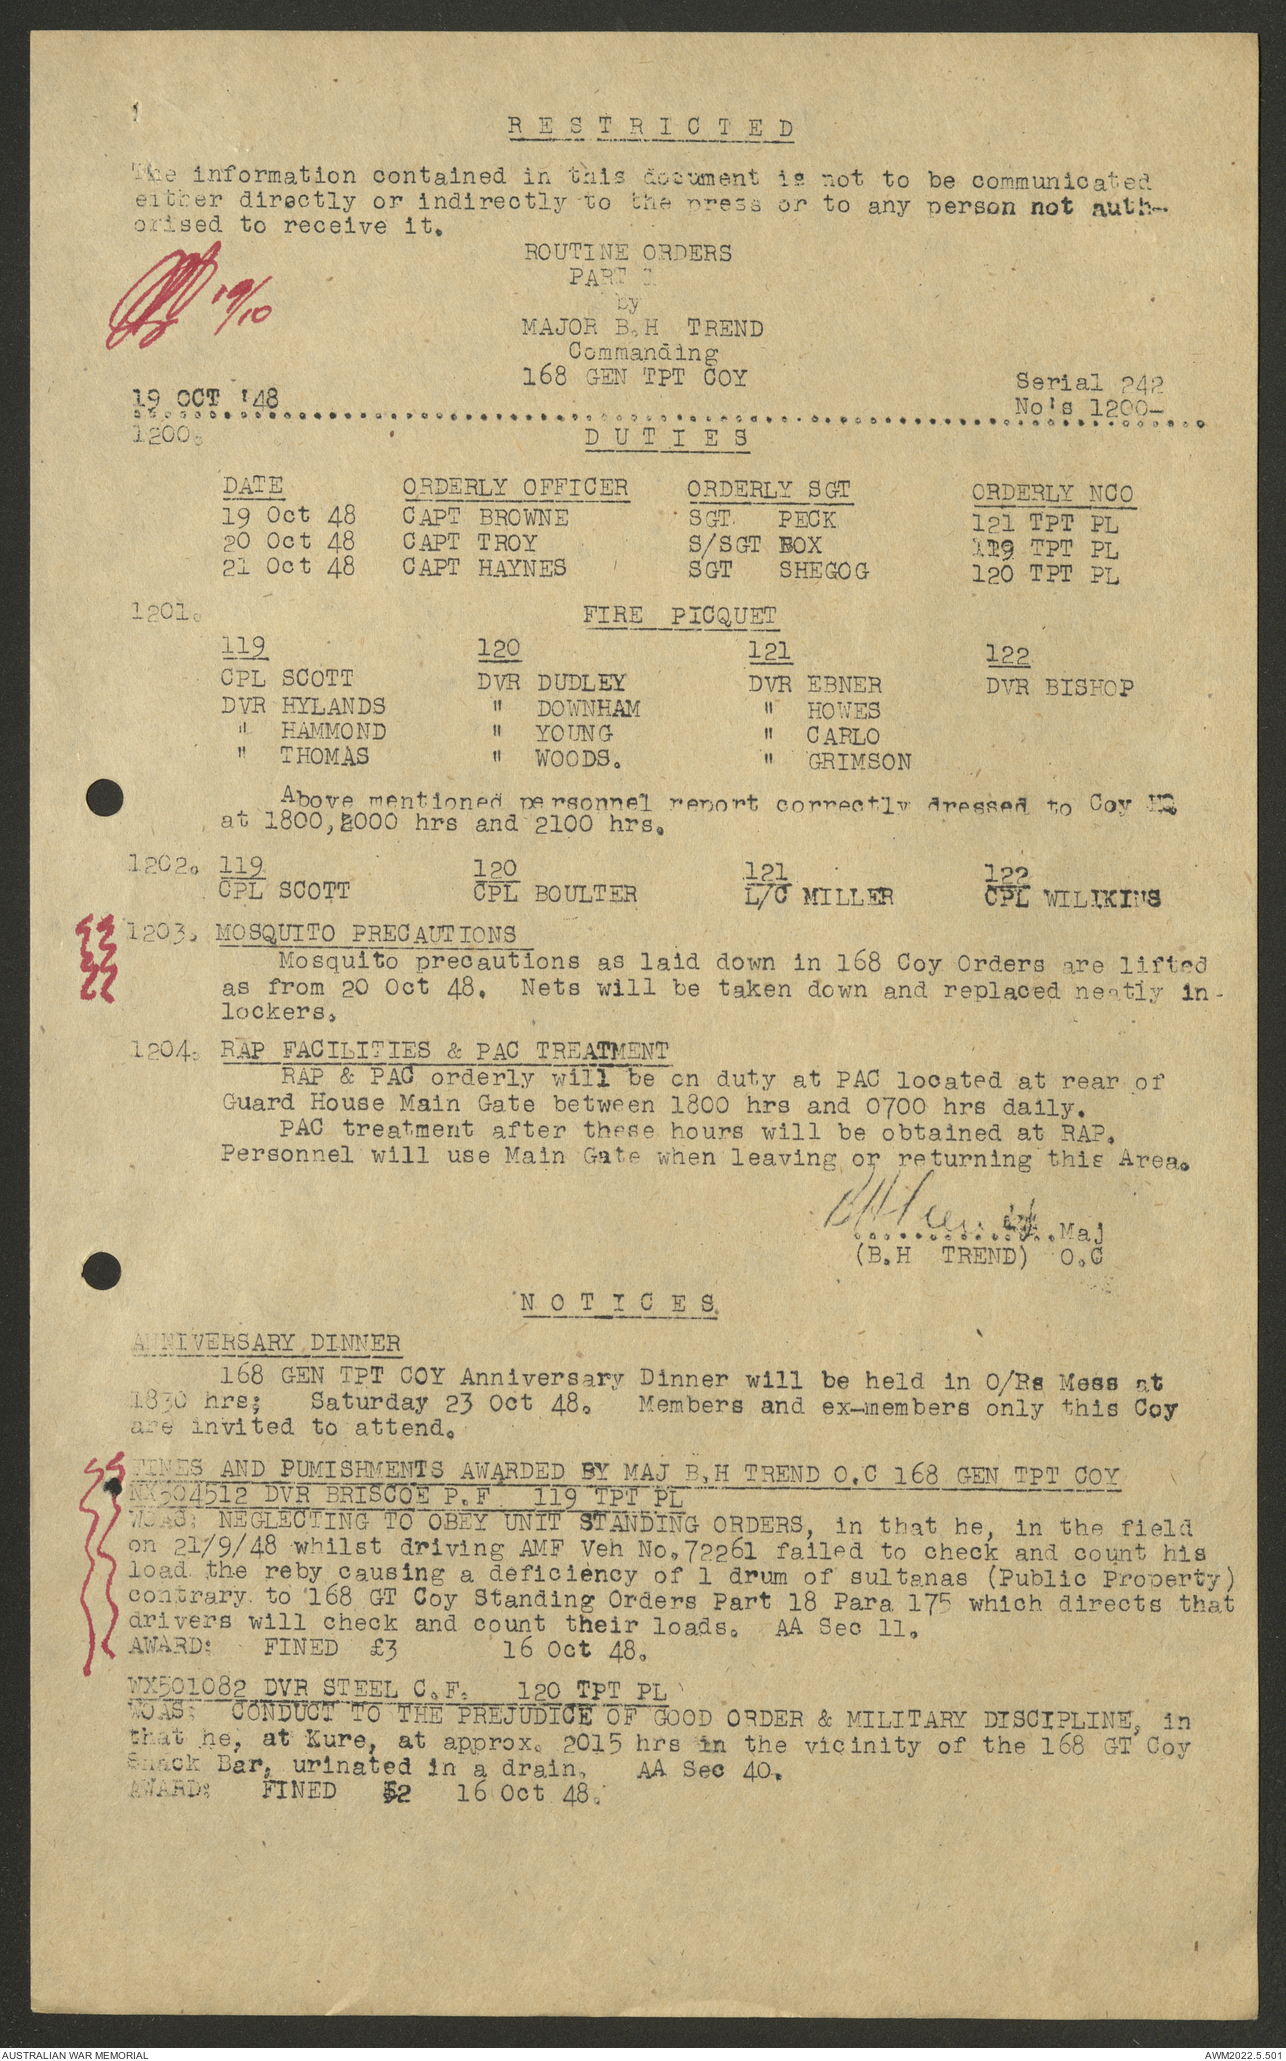 R E S T R I C T E D
The information contained in this document is not to be communicated
either directly or indirectly to the press or to any person not auth-
orised to receive it.
ROUTINE ORDERS
PART I
by
19/10
MAJOR B.H TREND
Commanding
168 GEN TPT COY
Serial 242
19 OCT '48
No's 1200-
1200.
D U T I E S
DATE ORDERLY OFFICER ORDERLY SGT ORDERLY NCO
19 Oct 48 CAPT BROWNE SGT PECK 121 TPT PL
20 Oct 48 CAPT TROY S/SGT BOX 119 TPT PL
21 Oct 48 CAPT HAYNES SGT SHEGOG 120 TPT PL
1201. FIRE PICQUET
119 120 121 122
CPL SCOTT DVR DUDLEY DVR EBNER DVR BISHOP
DVR HYLANDS " DOWNHAM " HOWES
" HAMMOND " YOUNG " CARLO
" THOMAS " WOODS. " GRIMSON
Above mentioned personnel report correctly dressed to Coy HQ
at 1800,2000 hrs and 2100 hrs.
1202. 119 120 121 122
CPL SCOTT CPL BOULTER L/C MILLER CPL WILIKINS
1203. MOSQUITO PRECAUTIONS
Mosquito precautions as laid down in 168 Coy Orders are lifted
as from 20 Oct 48. Nets will be taken down and replaced neatly in-
lockers.
1204. RAP FACILITIES & PAC TREATMENT
RAP & PAC orderly will be on duty at PAC located at rear of
Guard House Main Gate between 1800 hrs and 0700 hrs daily.
PAC treatment after these hours will be obtained at RAP.
Personnel will use Main Gate when leaving or returning this Area.
BHTrend
..............Maj
(B.H TREND) O.C
N O T I C E S.
ANNIVERSARY DINNER
168 GEN TPT COY Anniversary Dinner will be held in O/Rs Mess at
1830 hrs; Saturday 23 Oct 48. Members and ex-members only this Coy
are invited to attend.
FINES AND PUMISHMENTS AWARDED BY MAJ B.H TREND O.C 168 GEN TPT COY
NX504512 DVR BRISCOE P.F 119 TPT PL
WOAS: NEGLECTING TO OBEY UNIT STANDING ORDERS, in that he, in the field
on 21/9/48 whilst driving AMF Veh No.72261 failed to check and count his
load the reby causing a deficiency of 1 drum of sultanas (Public Property)
contrary to 168 GT Coy Standing Orders Part 18 Para 175 which directs that
drivers will check and count their loads. AA Sec 11.
AWARD: FINED £3 16 Oct 48.
WX501082 DVR STEEL C.F. 120 TPT PL
WOAS: CONDUCT TO THE PREJUDICE OF GOOD ORDER & MILITARY DISCIPLINE, in
that he, at Kure, at approx. 2015 hrs in the vicinity of the 168 GT Coy
Snack Bar, urinated in a drain. AA Sec 40.
AWARD: FINED £2 16 Oct 48.
AUSTRALIAN WAR MEMORIAL
AWM2022.5.501